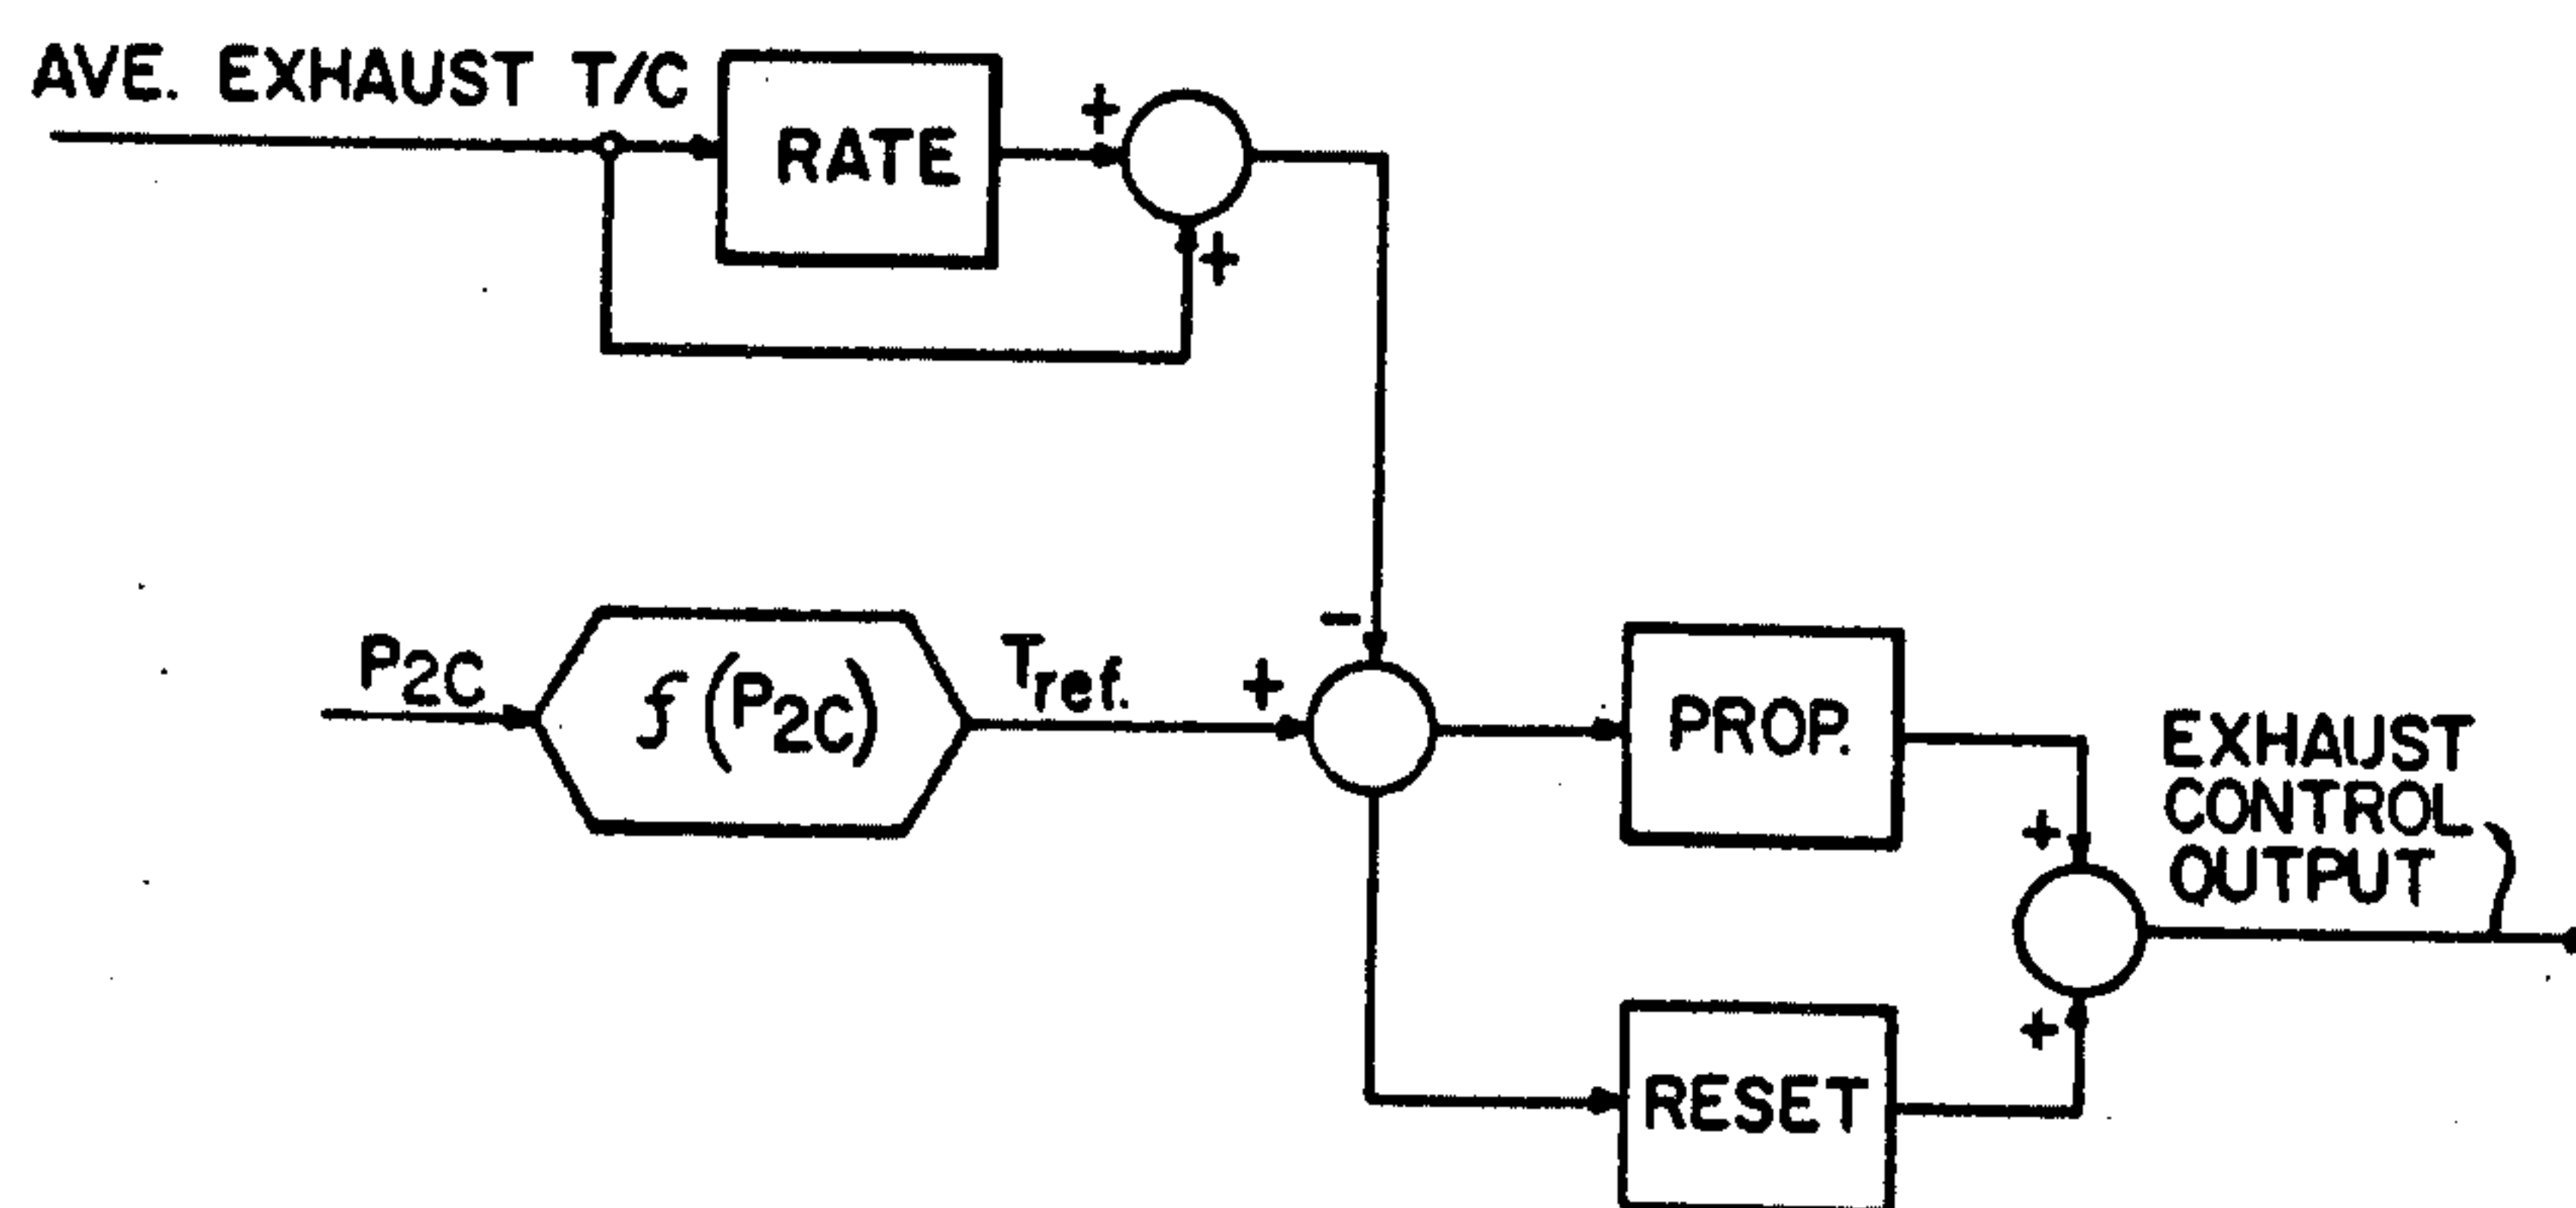 AVE. EXHAUST T/C
RATE
+
+
-
P2C
f(P2C)
Tref.
+
PROP.
EXHAUST
CONTROL
OUTPUT
+
+
RESET